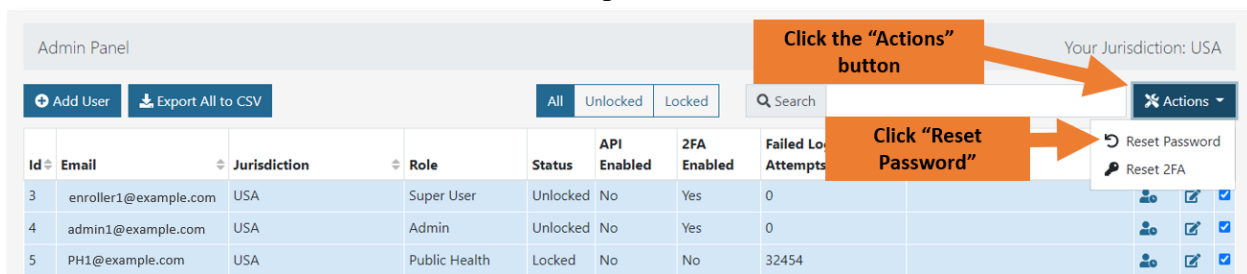 Admin Panel
Click the “Actions”
button
Your Jurisdiction: USA
Add User
Export All to CSV
All
Unlocked
Locked
Search
Actions
Click “Reset
Password”
Reset Password
Reset 2FA
Id Email Jurisdiction Role Status API Enabled 2FA Enabled Failed Attempts
3 enroller1@example.com USA Super User Unlocked No Yes 0
4 admin1@example.com USA Admin Unlocked No Yes 0
5 PH1@example.com USA Public Health Locked No No 32454